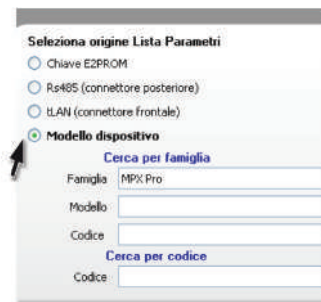 Seleziona origine Lista Parametri
Chiave E2PROM
Rs485 (connettore posteriore)
tLAN (connettore frontale)
Modello dispositivo
Cerca per famiglia
Famiglia MPX Pro
Modello
Codice
Cerca per codice
Codice